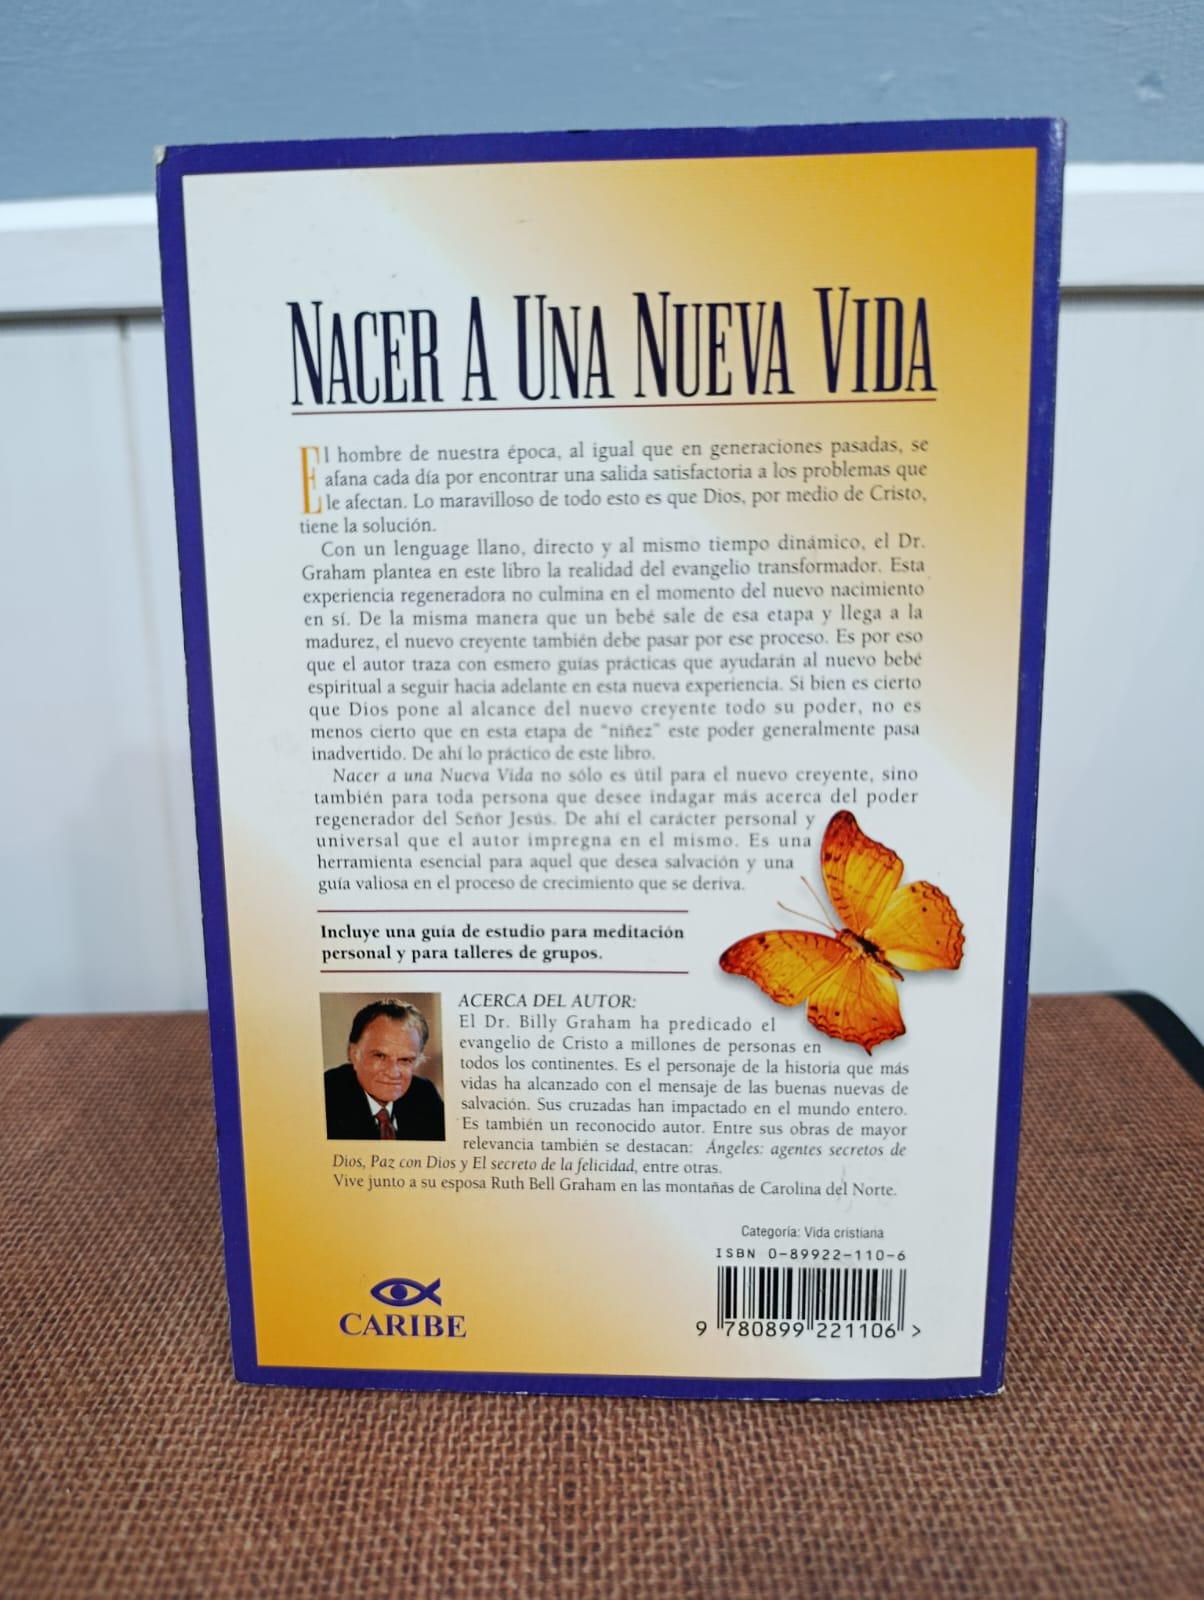 NACER A UNA NUEVA VIDA
El hombre de nuestra época, al igual que en generaciones pasadas, se
afana cada día por encontrar una salida satisfactoria a los problemas que
le afectan. Lo maravilloso de todo esto es que Dios, por medio de Cristo,
tiene la solución.
Con un lenguage llano, directo y al mismo tiempo dinámico, el Dr.
Graham plantea en este libro la realidad del evangelio transformador. Esta
experiencia regeneradora no culmina en el momento del nuevo nacimiento
en sí. De la misma manera que un bebé sale de esa etapa y llega a la
madurez, el nuevo creyente también debe pasar por ese proceso. Es por eso
que el autor traza con esmero guías prácticas que ayudarán al nuevo bebé
espiritual a seguir hacia adelante en esta nueva experiencia. Si bien es cierto
que Dios pone al alcance del nuevo creyente todo su poder, no es
menos cierto que en esta etapa de "niñez" este poder generalmente pasa
inadvertido. De ahí lo práctico de este libro.
Nacer a una Nueva Vida no sólo es útil para el nuevo creyente, sino
también para toda persona que desee indagar más acerca del poder
regenerador del Señor Jesús. De ahí el carácter personal y
universal que el autor impregna en el mismo. Es una
herramienta esencial para aquel que desea salvación y una
guía valiosa en el proceso de crecimiento que se deriva.
Incluye una guía de estudio para meditación
personal y para talleres de grupos.
ACERCA DEL AUTOR:
El Dr. Billy Graham ha predicado el
evangelio de Cristo a millones de personas en
todos los continentes. Es el personaje de la historia que más
vidas ha alcanzado con el mensaje de las buenas nuevas de
salvación. Sus cruzadas han impactado en el mundo entero.
Es también un reconocido autor. Entre sus obras de mayor
relevancia también se destacan: Ángeles: agentes secretos de
Dios, Paz con Dios y El secreto de la felicidad, entre otras.
Vive junto a su esposa Ruth Bell Graham en las montañas de Carolina del Norte.
Categoría: Vida cristiana
ISBN 0-89922-110-6
CARIBE
9 780899 221106 >